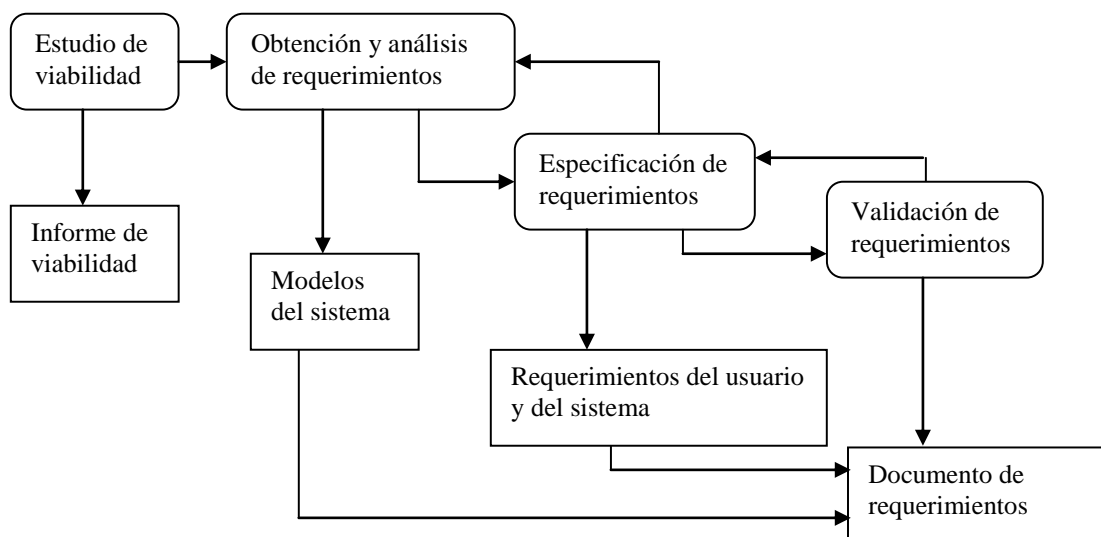 Estudio de
viabilidad
Obtención y análisis
de requerimientos
Especificación de
requerimientos
Validación de
requerimientos
Informe de
viabilidad
Modelos
del sistema
Requerimientos del usuario
y del sistema
Documento de
requerimientos